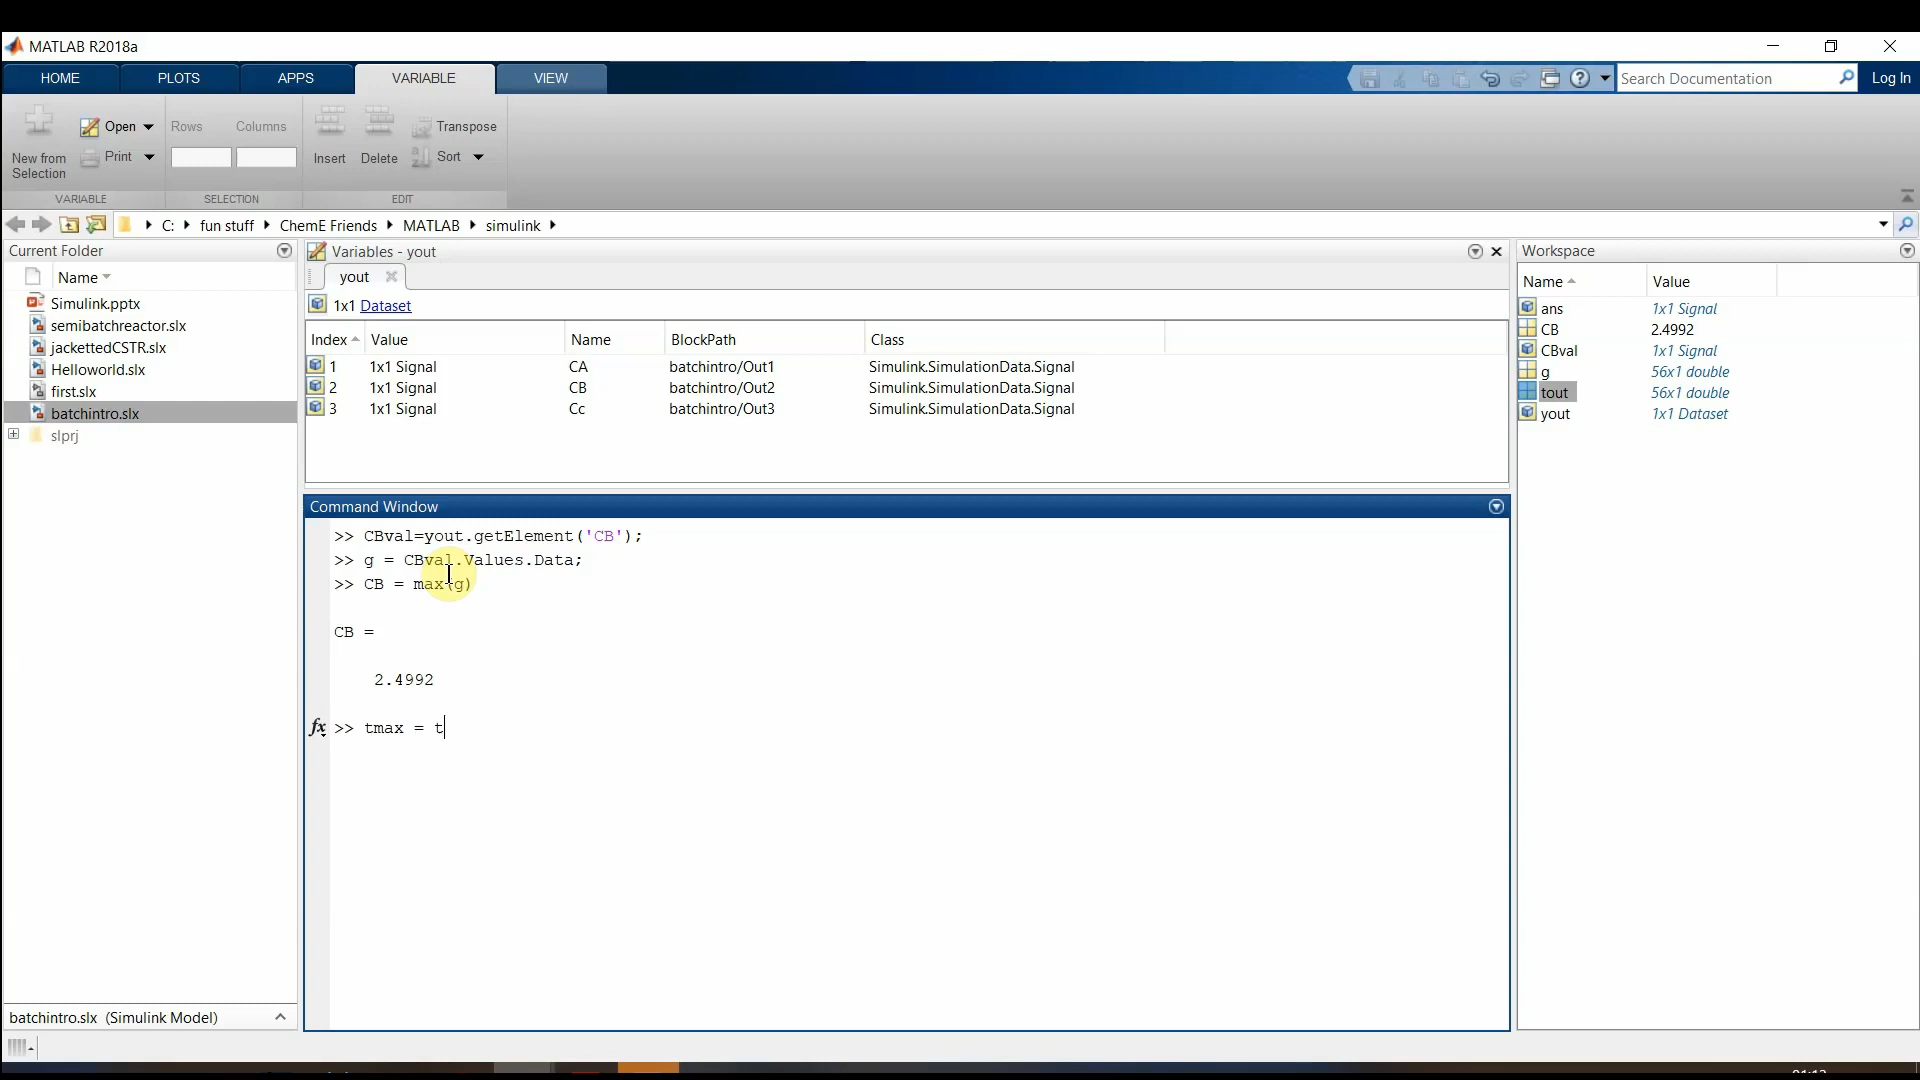 MATLAB R2018a
HOME PLOTS APPS VARIABLE VIEW
Search Documentation Log In
New from Selection
Open
Print
Rows Columns
Insert Delete
Transpose
Sort
VARIABLE SELECTION EDIT
C: fun stuff ChemE Friends MATLAB simulink
Current Folder
Name
Simulink.pptx
semibatchreactor.slx
jackettedCSTR.slx
Helloworld.slx
first.slx
batchintro.slx
slprj
batchintro.slx (Simulink Model)
Variables - yout
yout
1x1 Dataset
Index Value Name BlockPath Class
1 1x1 Signal CA batchintro/Out1 Simulink.SimulationData.Signal
2 1x1 Signal CB batchintro/Out2 Simulink.SimulationData.Signal
3 1x1 Signal Cc batchintro/Out3 Simulink.SimulationData.Signal
Command Window
>> CBval=yout.getElement('CB');
>> g = CBval.Values.Data;
>> CB = max(g)
CB =
2.4992
fx >> tmax = t
Workspace
Name Value
ans 1x1 Signal
CB 2.4992
CBval 1x1 Signal
g 56x1 double
tout 56x1 double
yout 1x1 Dataset